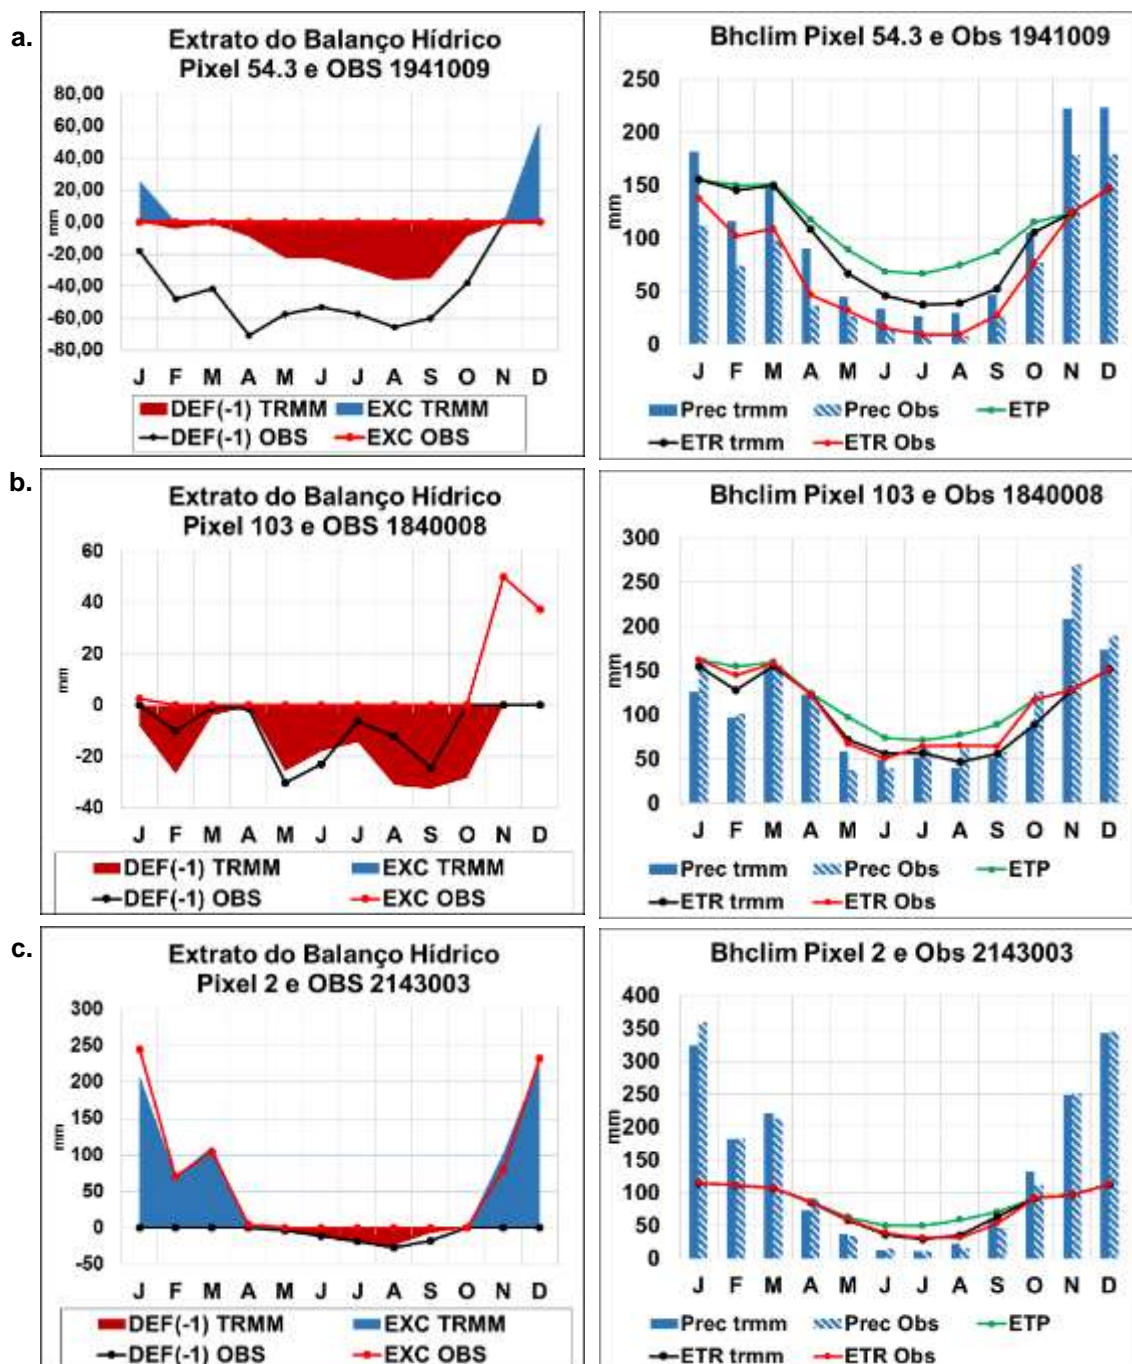 a.
Extrato do Balanço Hídrico
Pixel 54.3 e OBS 1941009
80,00
60,00
40,00
20,00
0,00
-20,00
-40,00
-60,00
-80,00
mm
J F M A M J J A S O N D
DEF(-1) TRMM EXC TRMM
DEF(-1) OBS EXC OBS
Bhclim Pixel 54.3 e Obs 1941009
250
200
150
100
50
0
mm
J F M A M J J A S O N D
Prec trmm Prec Obs ETP
ETR trmm ETR Obs
b.
Extrato do Balanço Hídrico
Pixel 103 e OBS 1840008
60
40
20
0
-20
-40
mm
J F M A M J J A S O N D
DEF(-1) TRMM EXC TRMM
DEF(-1) OBS EXC OBS
Bhclim Pixel 103 e Obs 1840008
300
250
200
150
100
50
0
mm
J F M A M J J A S O N D
Prec trmm Prec Obs ETP
ETR trmm ETR Obs
c.
Extrato do Balanço Hídrico
Pixel 2 e OBS 2143003
300
250
200
150
100
50
0
-50
mm
J F M A M J J A S O N D
DEF(-1) TRMM EXC TRMM
DEF(-1) OBS EXC OBS
Bhclim Pixel 2 e Obs 2143003
400
350
300
250
200
150
100
50
0
mm
J F M A M J J A S O N D
Prec trmm Prec Obs ETP
ETR trmm ETR Obs